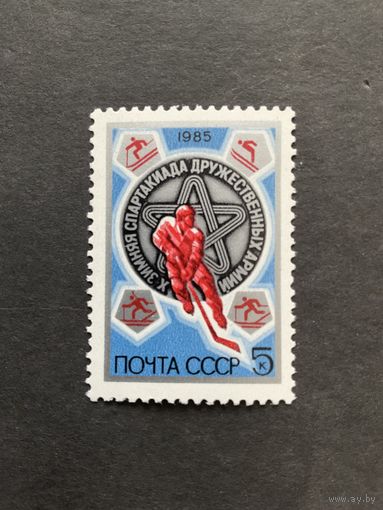 1985
X ЗИМНЯЯ СПАРТАКИАДА ДРУЖЕСТВЕННЫХ АРМИЙ
ПОЧТА СССР 5 К
www.ay.by